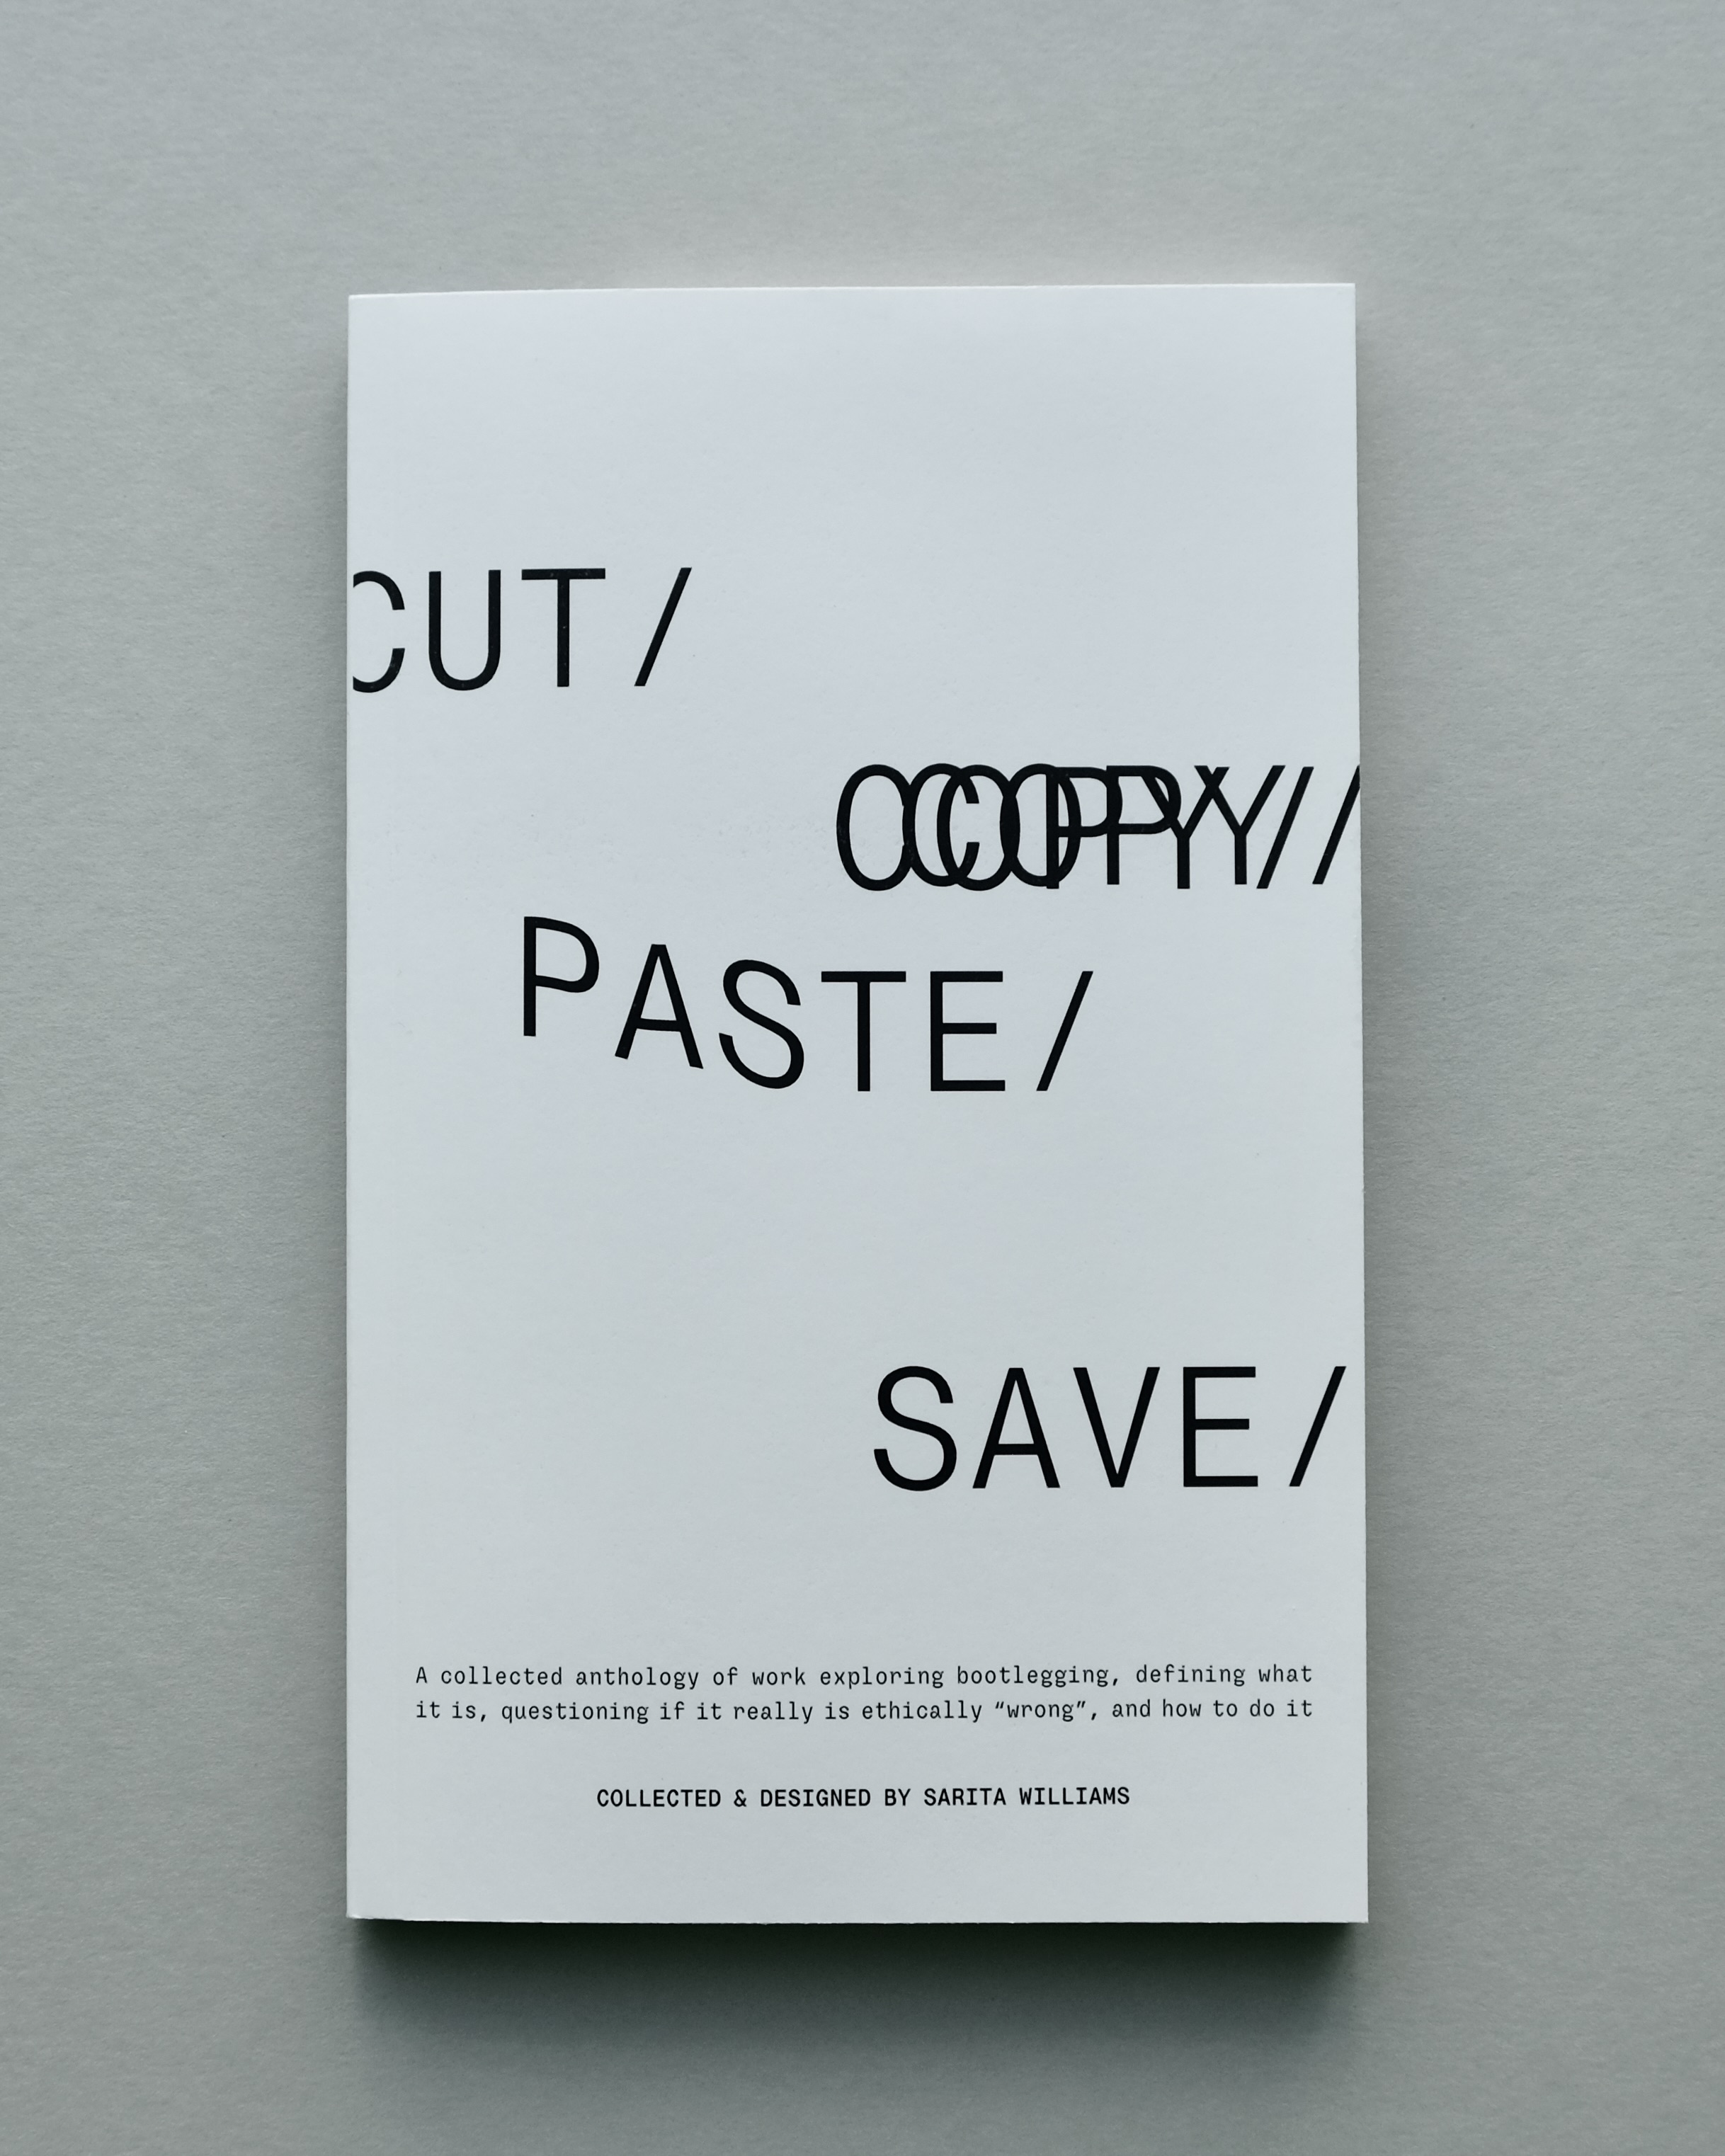 CUT/
COPY/
PASTE/
SAVE/
A collected anthology of work exploring bootlegging, defining what
it is, questioning if it really is ethically “wrong”, and how to do it
COLLECTED & DESIGNED BY SARITA WILLIAMS